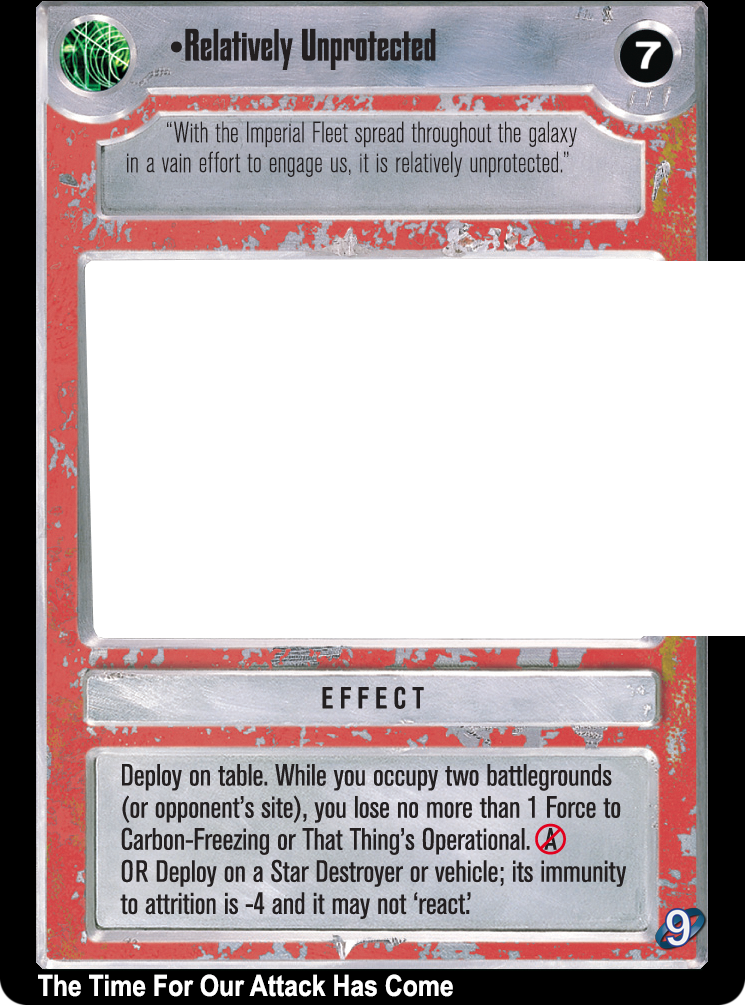 •Relatively Unprotected
7
“With the Imperial Fleet spread throughout the galaxy
in a vain effort to engage us, it is relatively unprotected.”
EFFECT
Deploy on table. While you occupy two battlegrounds
(or opponent’s site), you lose no more than 1 Force to
Carbon-Freezing or That Thing’s Operational. A
OR Deploy on a Star Destroyer or vehicle; its immunity
to attrition is -4 and it may not ‘react.’
9
The Time For Our Attack Has Come